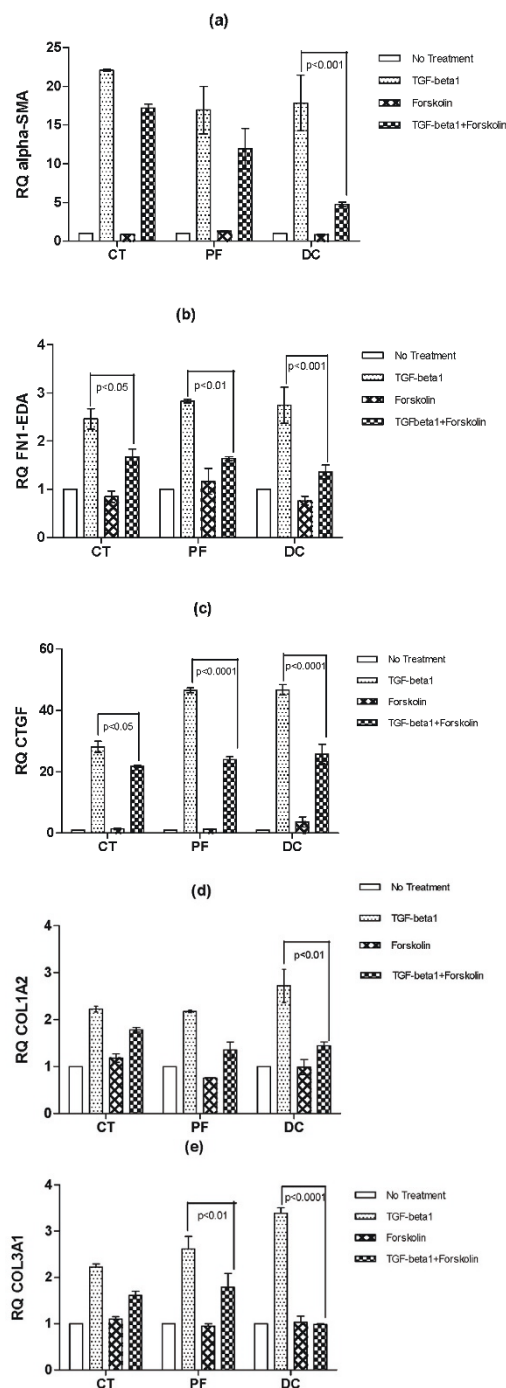 (a)
RQ alpha-SMA
25
20
15
10
5
0
p<0.001
CT PF DC
No Treatment
TGF-beta1
Forskolin
TGF-beta1+Forskolin
(b)
RQ FN1-EDA
4
3
2
1
0
p<0.05
p<0.01
p<0.001
CT PF DC
No Treatment
TGF-beta1
Forskolin
TGFbeta1+Forskolin
(c)
RQ CTGF
60
40
20
0
p<0.05
p<0.0001
p<0.0001
CT PF DC
No Treatment
TGF-beta1
Forskolin
TGF-beta1+Forskolin
(d)
RQ COL1A2
4
3
2
1
0
p<0.01
CT PF DC
No Treatment
TGF-beta1
Forskolin
TGF-beta1+Forskolin
(e)
RQ COL3A1
4
3
2
1
0
p<0.01
p<0.0001
CT PF DC
No Treatment
TGF-beta1
Forskolin
TGF-beta1+Forskolin